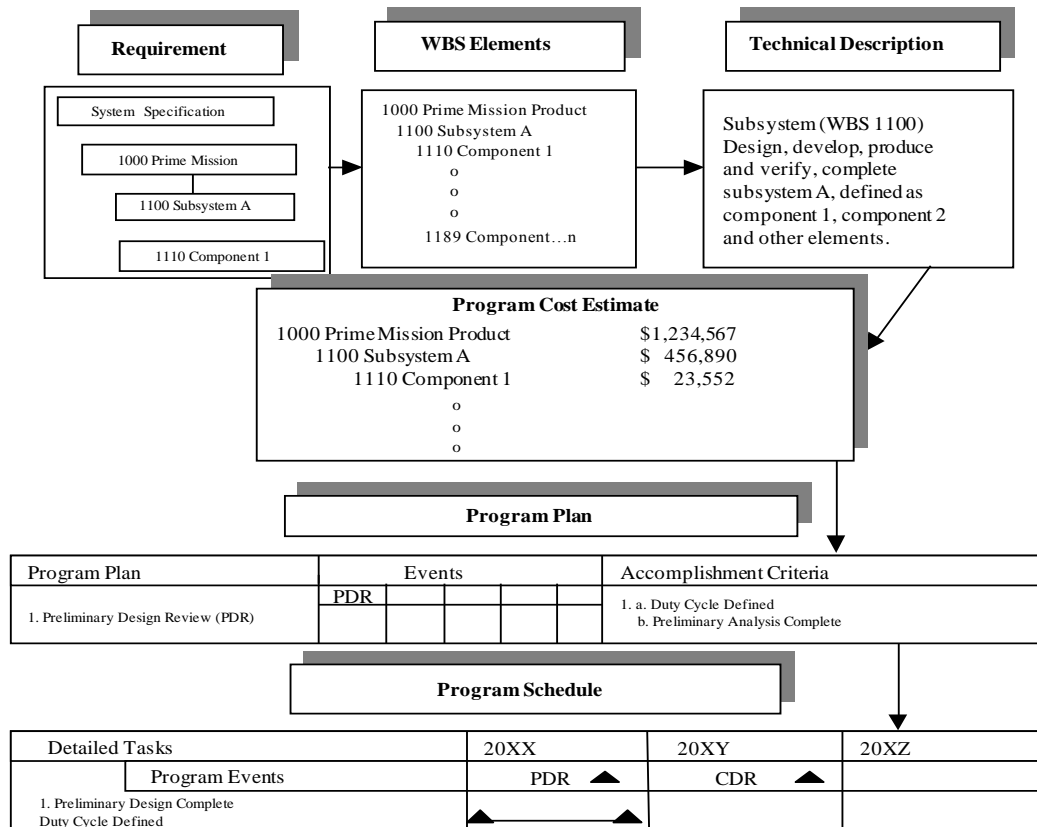 Requirement
WBS Elements
Technical Description
System Specification
1000 Prime Mission
1100 Subsystem A
1110 Component 1
1000 Prime Mission Product
1100 Subsystem A
1110 Component 1
o
o
o
1189 Component…n
Subsystem (WBS 1100)
Design, develop, produce
and verify, complete
subsystem A, defined as
component 1, component 2
and other elements.
Program Cost Estimate
1000 Prime Mission Product $1,234,567
1100 Subsystem A $ 456,890
1110 Component 1 $ 23,552
o
o
o
Program Plan
Program Plan Events Accomplishment Criteria
PDR
1. Preliminary Design Review (PDR)
1. a. Duty Cycle Defined
b. Preliminary Analysis Complete
Program Schedule
Detailed Tasks 20XX 20XY 20XZ
Program Events PDR CDR
1. Preliminary Design Complete
Duty Cycle Defined